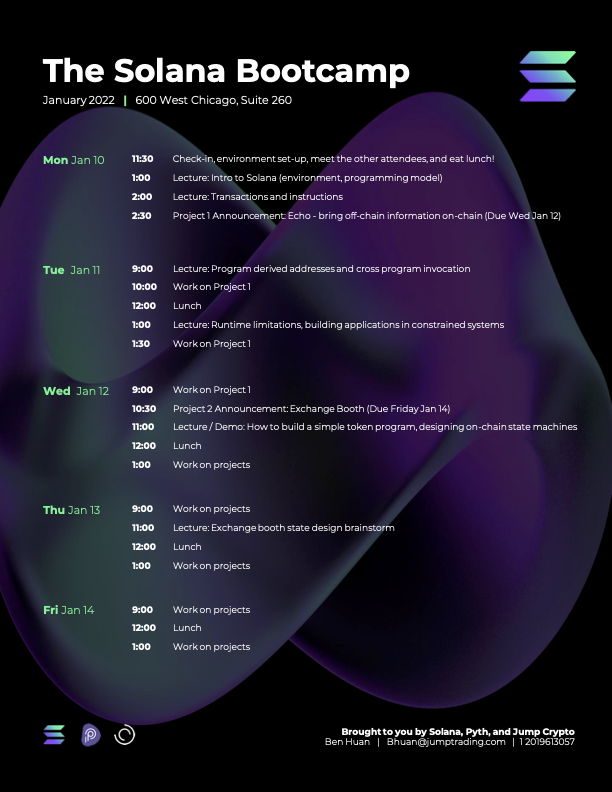 The Solana Bootcamp
January 2022 | 600 West Chicago, Suite 260
Mon Jan 10 11:30 Check-in, environment set-up, meet the other attendees, and eat lunch!
1:00 Lecture: Intro to Solana (environment, programming model)
2:00 Lecture: Transactions and instructions
2:30 Project 1 Announcement: Echo - bring off-chain information on-chain (Due Wed Jan 12)
Tue Jan 11 9:00 Lecture: Program derived addresses and cross program invocation
10:00 Work on Project 1
12:00 Lunch
1:00 Lecture: Runtime limitations, building applications in constrained systems
1:30 Work on Project 1
Wed Jan 12 9:00 Work on Project 1
10:30 Project 2 Announcement: Exchange Booth (Due Friday Jan 14)
11:00 Lecture / Demo: How to build a simple token program, designing on-chain state machines
12:00 Lunch
1:00 Work on projects
Thu Jan 13 9:00 Work on projects
11:00 Lecture: Exchange booth state design brainstorm
12:00 Lunch
1:00 Work on projects
Fri Jan 14 9:00 Work on projects
12:00 Lunch
1:00 Work on projects
Brought to you by Solana, Pyth, and Jump Crypto
Ben Huan | Bhuan@jumptrading.com | 1 2019613057